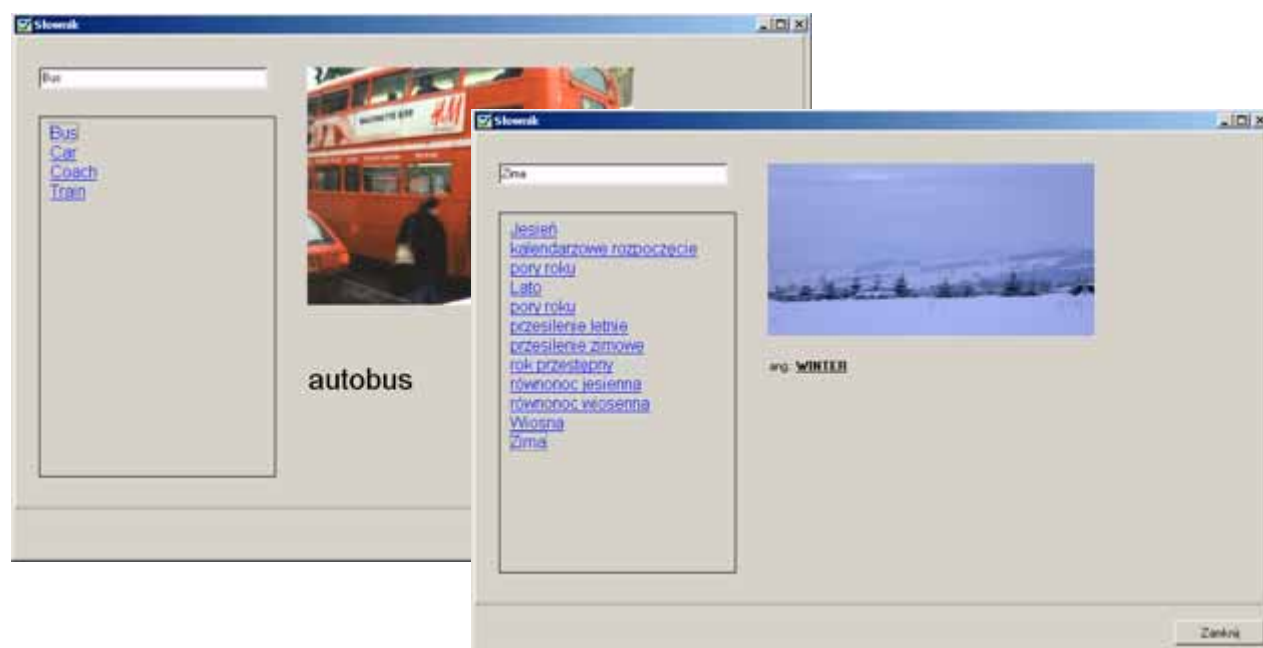 Słownik
Bus
Bus
Car
Coach
Train
H&M
autobus
Słownik
Zima
Jesień
kalendarzowe rozpoczęcie
pory roku
Lato
pory roku
przesilenie letnie
przesilenie zimowe
rok przestępny
równonoc jesienna
równonoc wiosenna
Wiosna
Zima
ang. WINTER
Zamknij